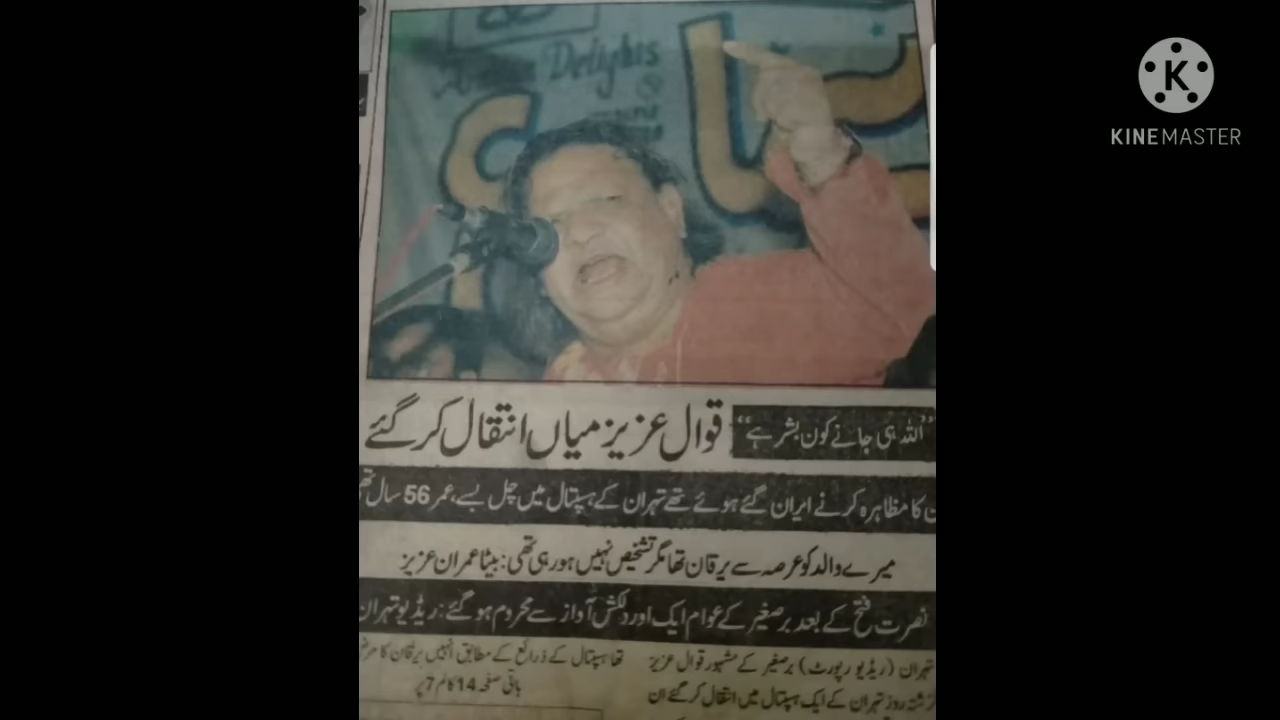 Delights
KINEMASTER
"اللہ ہی جانے کون بشر ہے"
قوال عزیز میاں انتقال کر گئے
کا مظاہرہ کرنے ایران گئے ہوئے تھے تہران کے ہسپتال میں چل بسے، عمر 56 سال تھی
میرے والد کو عرصہ سے یرقان تھا مگر تشخیص نہیں ہو رہی تھی: بیٹا عمران عزیز
نصرت فتح کے بعد برصغیر کے عوام ایک اور دلکش آواز سے محروم ہو گئے: ریڈیو تہران
تہران (ریڈیو رپورٹ) برصغیر کے مشہور قوال عزیز
گزشتہ روز تہران کے ایک ہسپتال میں انتقال کر گئے ان
تھا ہسپتال کے ذرائع کے مطابق انہیں یرقان کا مرض
باقی صفحہ 14 کالم 7 پر